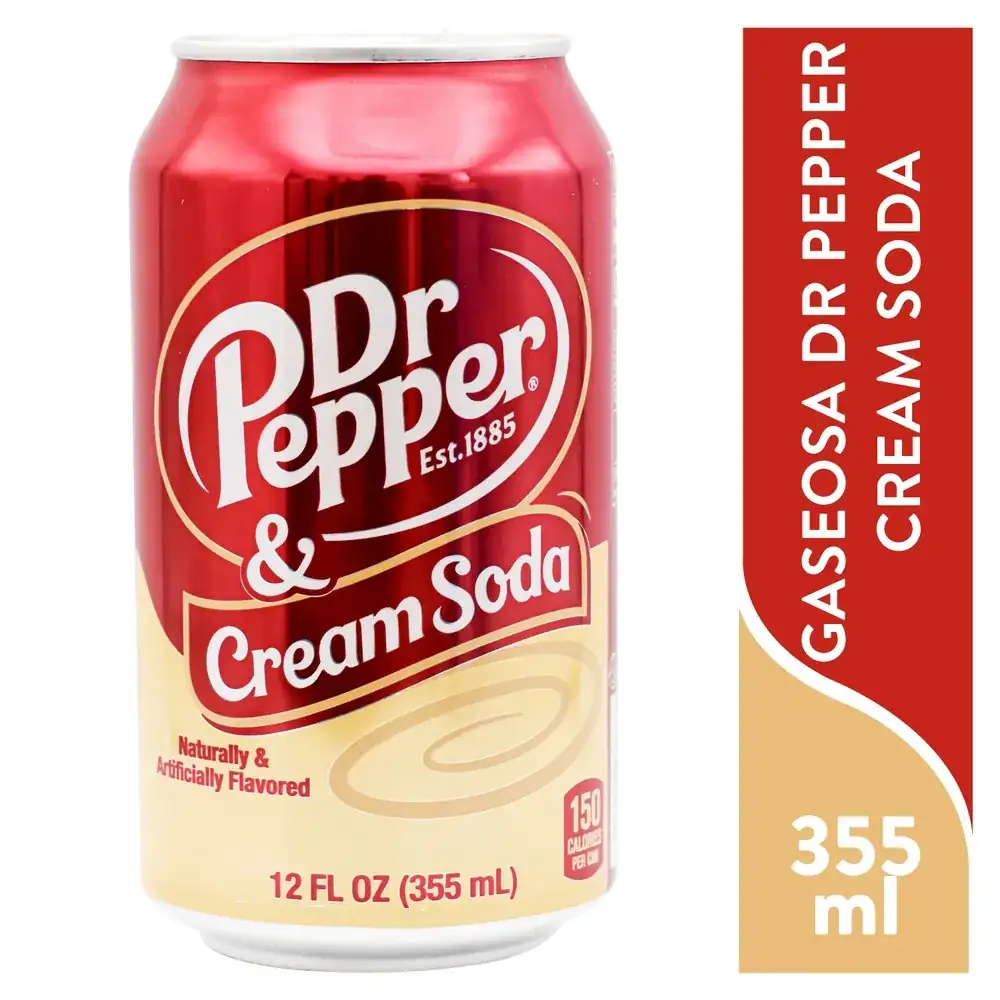 Dr
Pepper®
Est.1885
&
Cream Soda
Naturally &
Artificially Flavored
150
CALORIES
PER CAN
12 FL OZ (355 mL)
GASEOSA DR PEPPER
CREAM SODA
355
ml